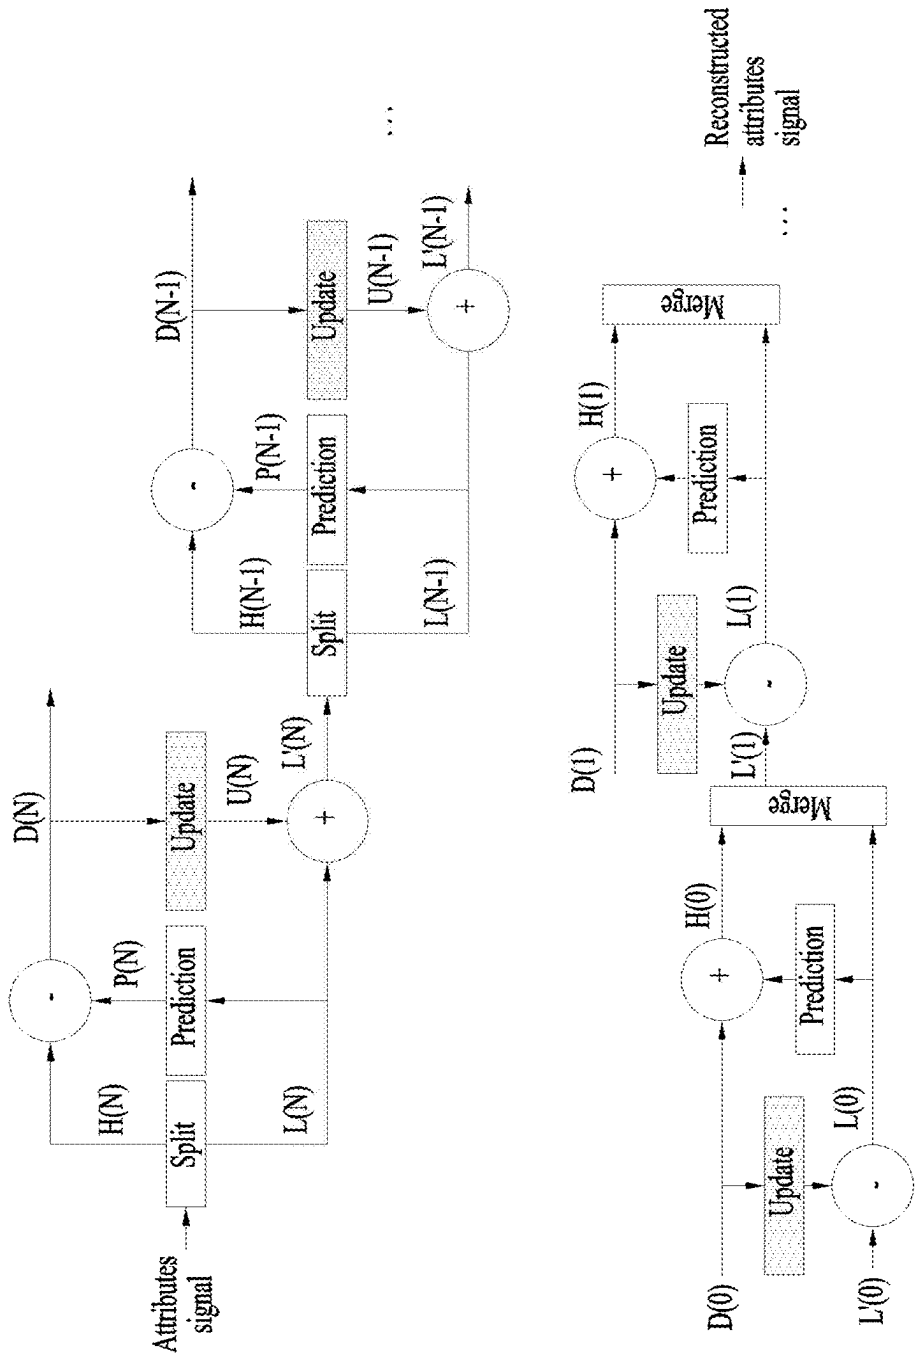 Attributes
signal
Split
H(N)
L(N)
Prediction
P(N)
-
D(N)
Update
U(N)
+
L'(N)
Split
H(N-1)
L(N-1)
Prediction
P(N-1)
-
D(N-1)
Update
U(N-1)
+
L'(N-1)
...
D(0)
L'(0)
Update
-
L(0)
Prediction
+
H(0)
Merge
L'(1)
D(1)
Update
-
L(1)
Prediction
+
H(1)
Merge
...
Reconstructed
attributes
signal